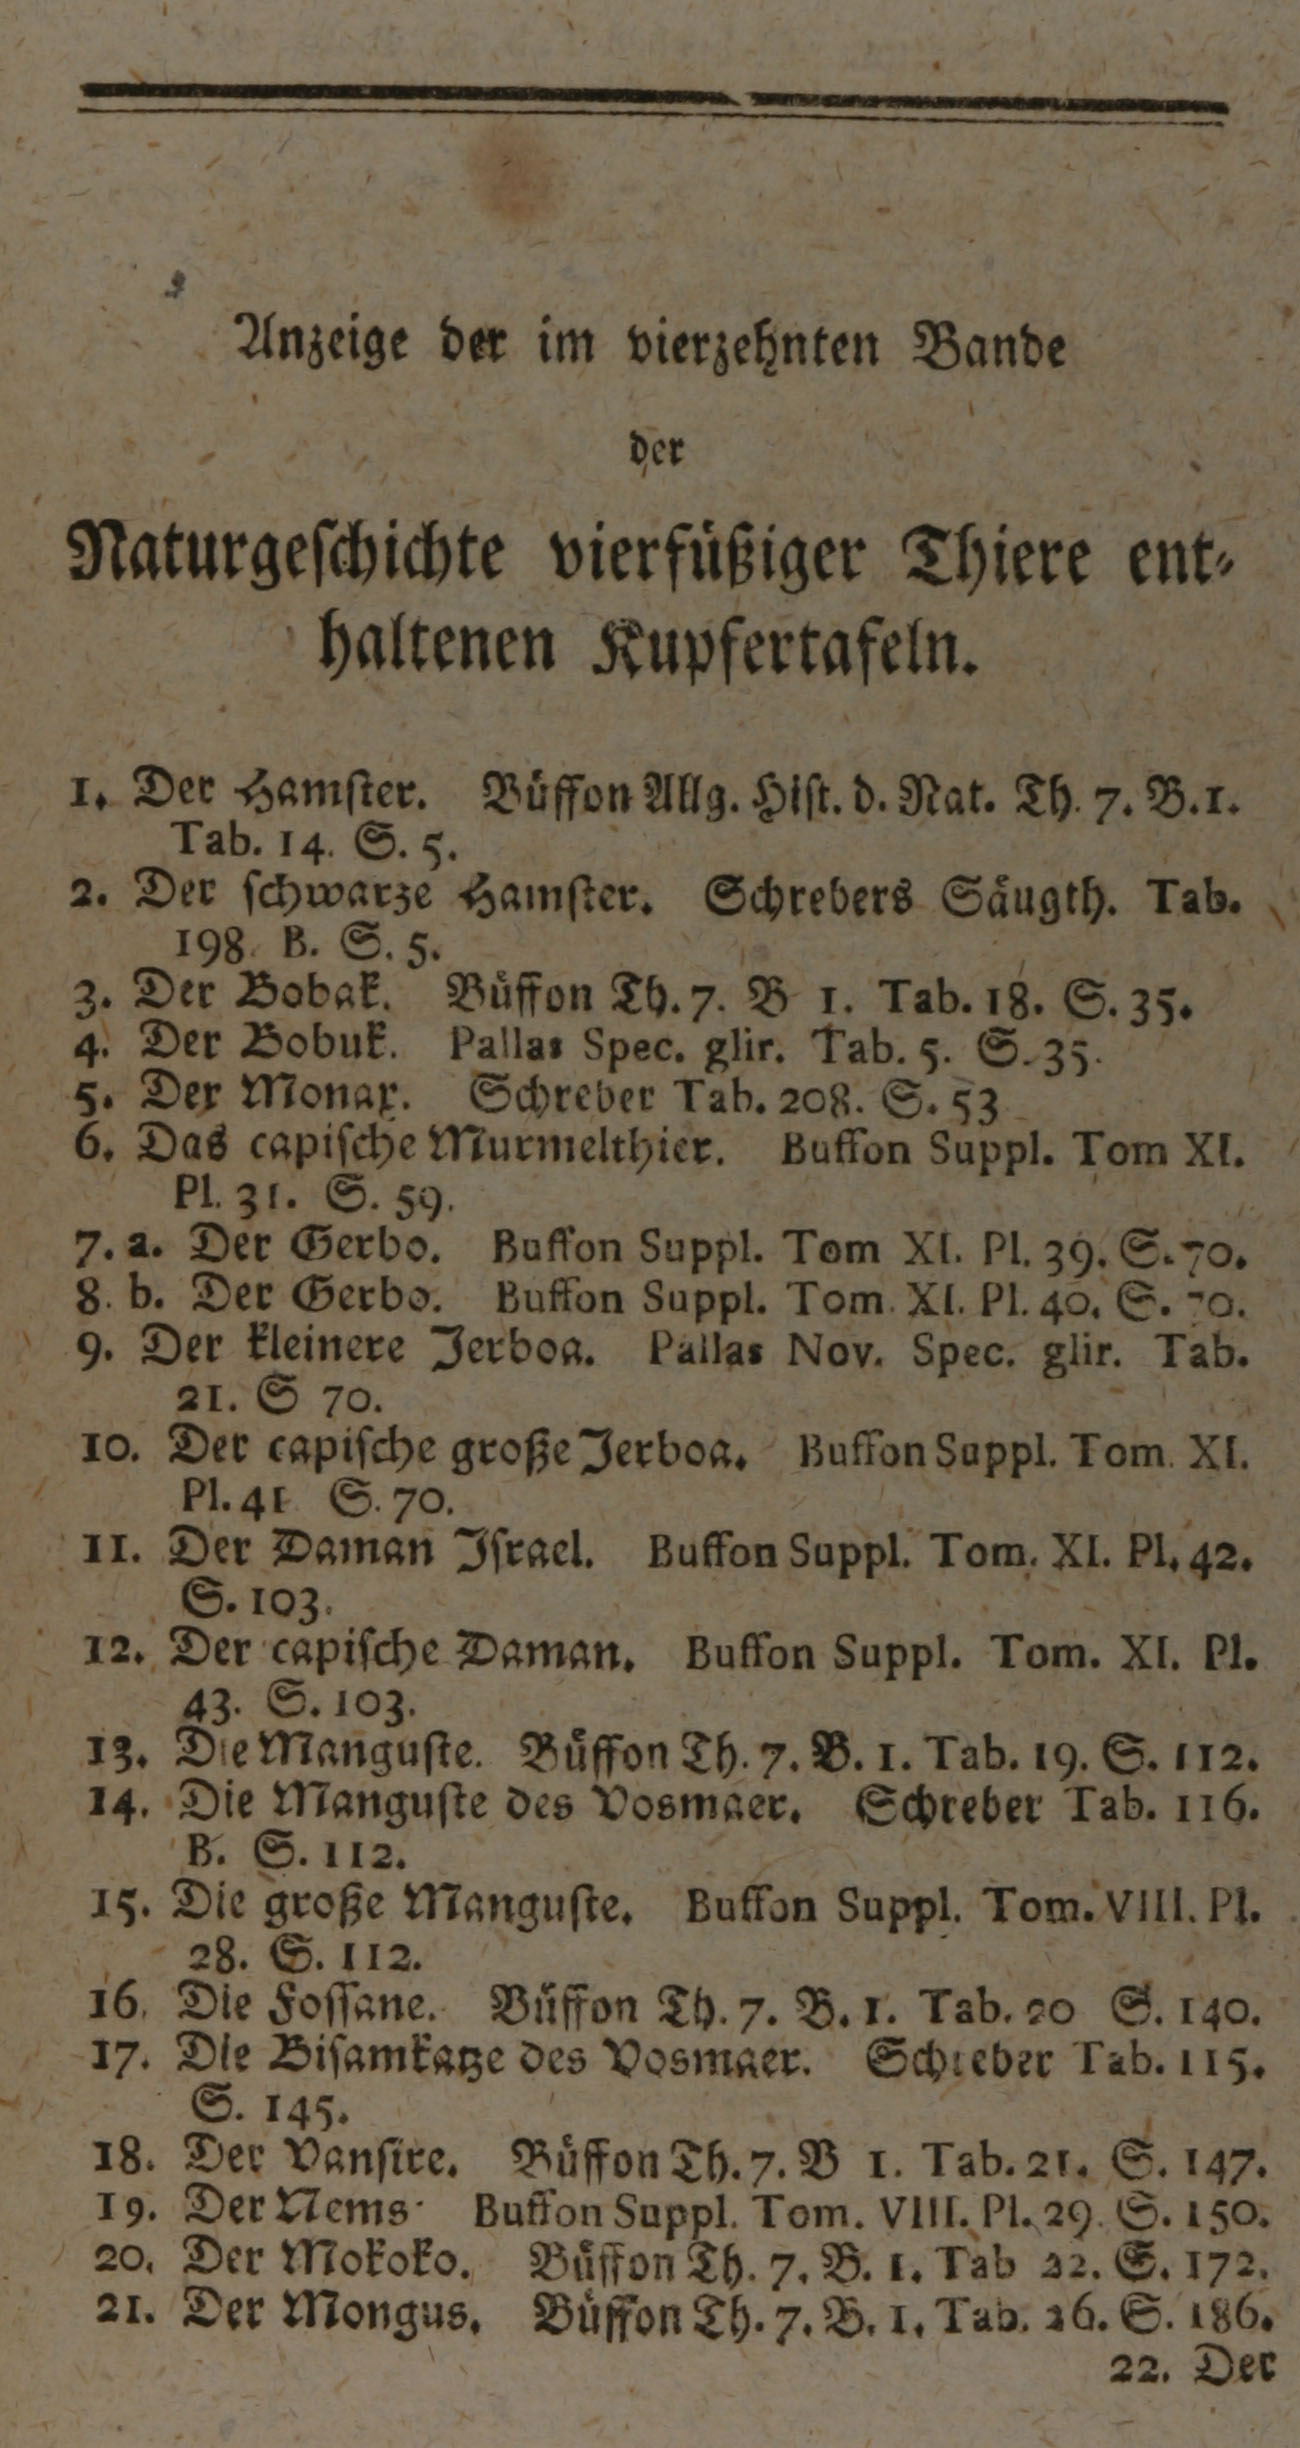 Anzeige der im vierzehnten Bande
der
Naturgeschichte vierfüßiger Thiere ent-
haltenen Kupfertafeln.
1. Der Hamster. Büffon Allg. Hist. d. Nat. Th. 7. B. 1.
Tab. 14. S. 5.
2. Der schwarze Hamster. Schrebers Säugth. Tab.
198. B. S. 5.
3. Der Bobak. Büffon Th. 7. B 1. Tab. 18. S. 35.
4. Der Bobuk. Pallas Spec. glir. Tab. 5. S. 35.
5. Der Monax. Schreber Tab. 208. S. 53
6. Das capische Murmelthier. Buffon Suppl. Tom XI.
Pl. 31. S. 59.
7. a. Der Gerbo. Buffon Suppl. Tom XI. Pl. 39. S. 70.
8. b. Der Gerbo. Buffon Suppl. Tom. XI. Pl. 40. S. 70.
9. Der kleinere Jerboa. Pallas Nov. Spec. glir. Tab.
21. S 70.
10. Der capische große Jerboa. Buffon Suppl. Tom. XI.
Pl. 41 S. 70.
11. Der Daman Israel. Buffon Suppl. Tom. XI. Pl. 42.
S. 103.
12. Der capische Daman. Buffon Suppl. Tom. XI. Pl.
43. S. 103.
13. Die Manguste. Büffon Th. 7. B. 1. Tab. 19. S. 112.
14. Die Manguste des Vosmaer. Schreber Tab. 116.
B. S. 112.
15. Die große Manguste. Buffon Suppl. Tom. VIII. Pl.
28. S. 112.
16. Die Fossane. Büffon Th. 7. B. 1. Tab. 20 S. 140.
17. Die Bisamkatze des Vosmaer. Schreber Tab. 115.
S. 145.
18. Der Vansire. Büffon Th. 7. B 1. Tab. 21. S. 147.
19. Der Nems. Buffon Suppl. Tom. VIII. Pl. 29. S. 150.
20. Der Mokoko. Büffon Th. 7. B. 1. Tab 22. S. 172.
21. Der Mongus. Büffon Th. 7. B. 1. Tab. 26. S. 186.
22. Der